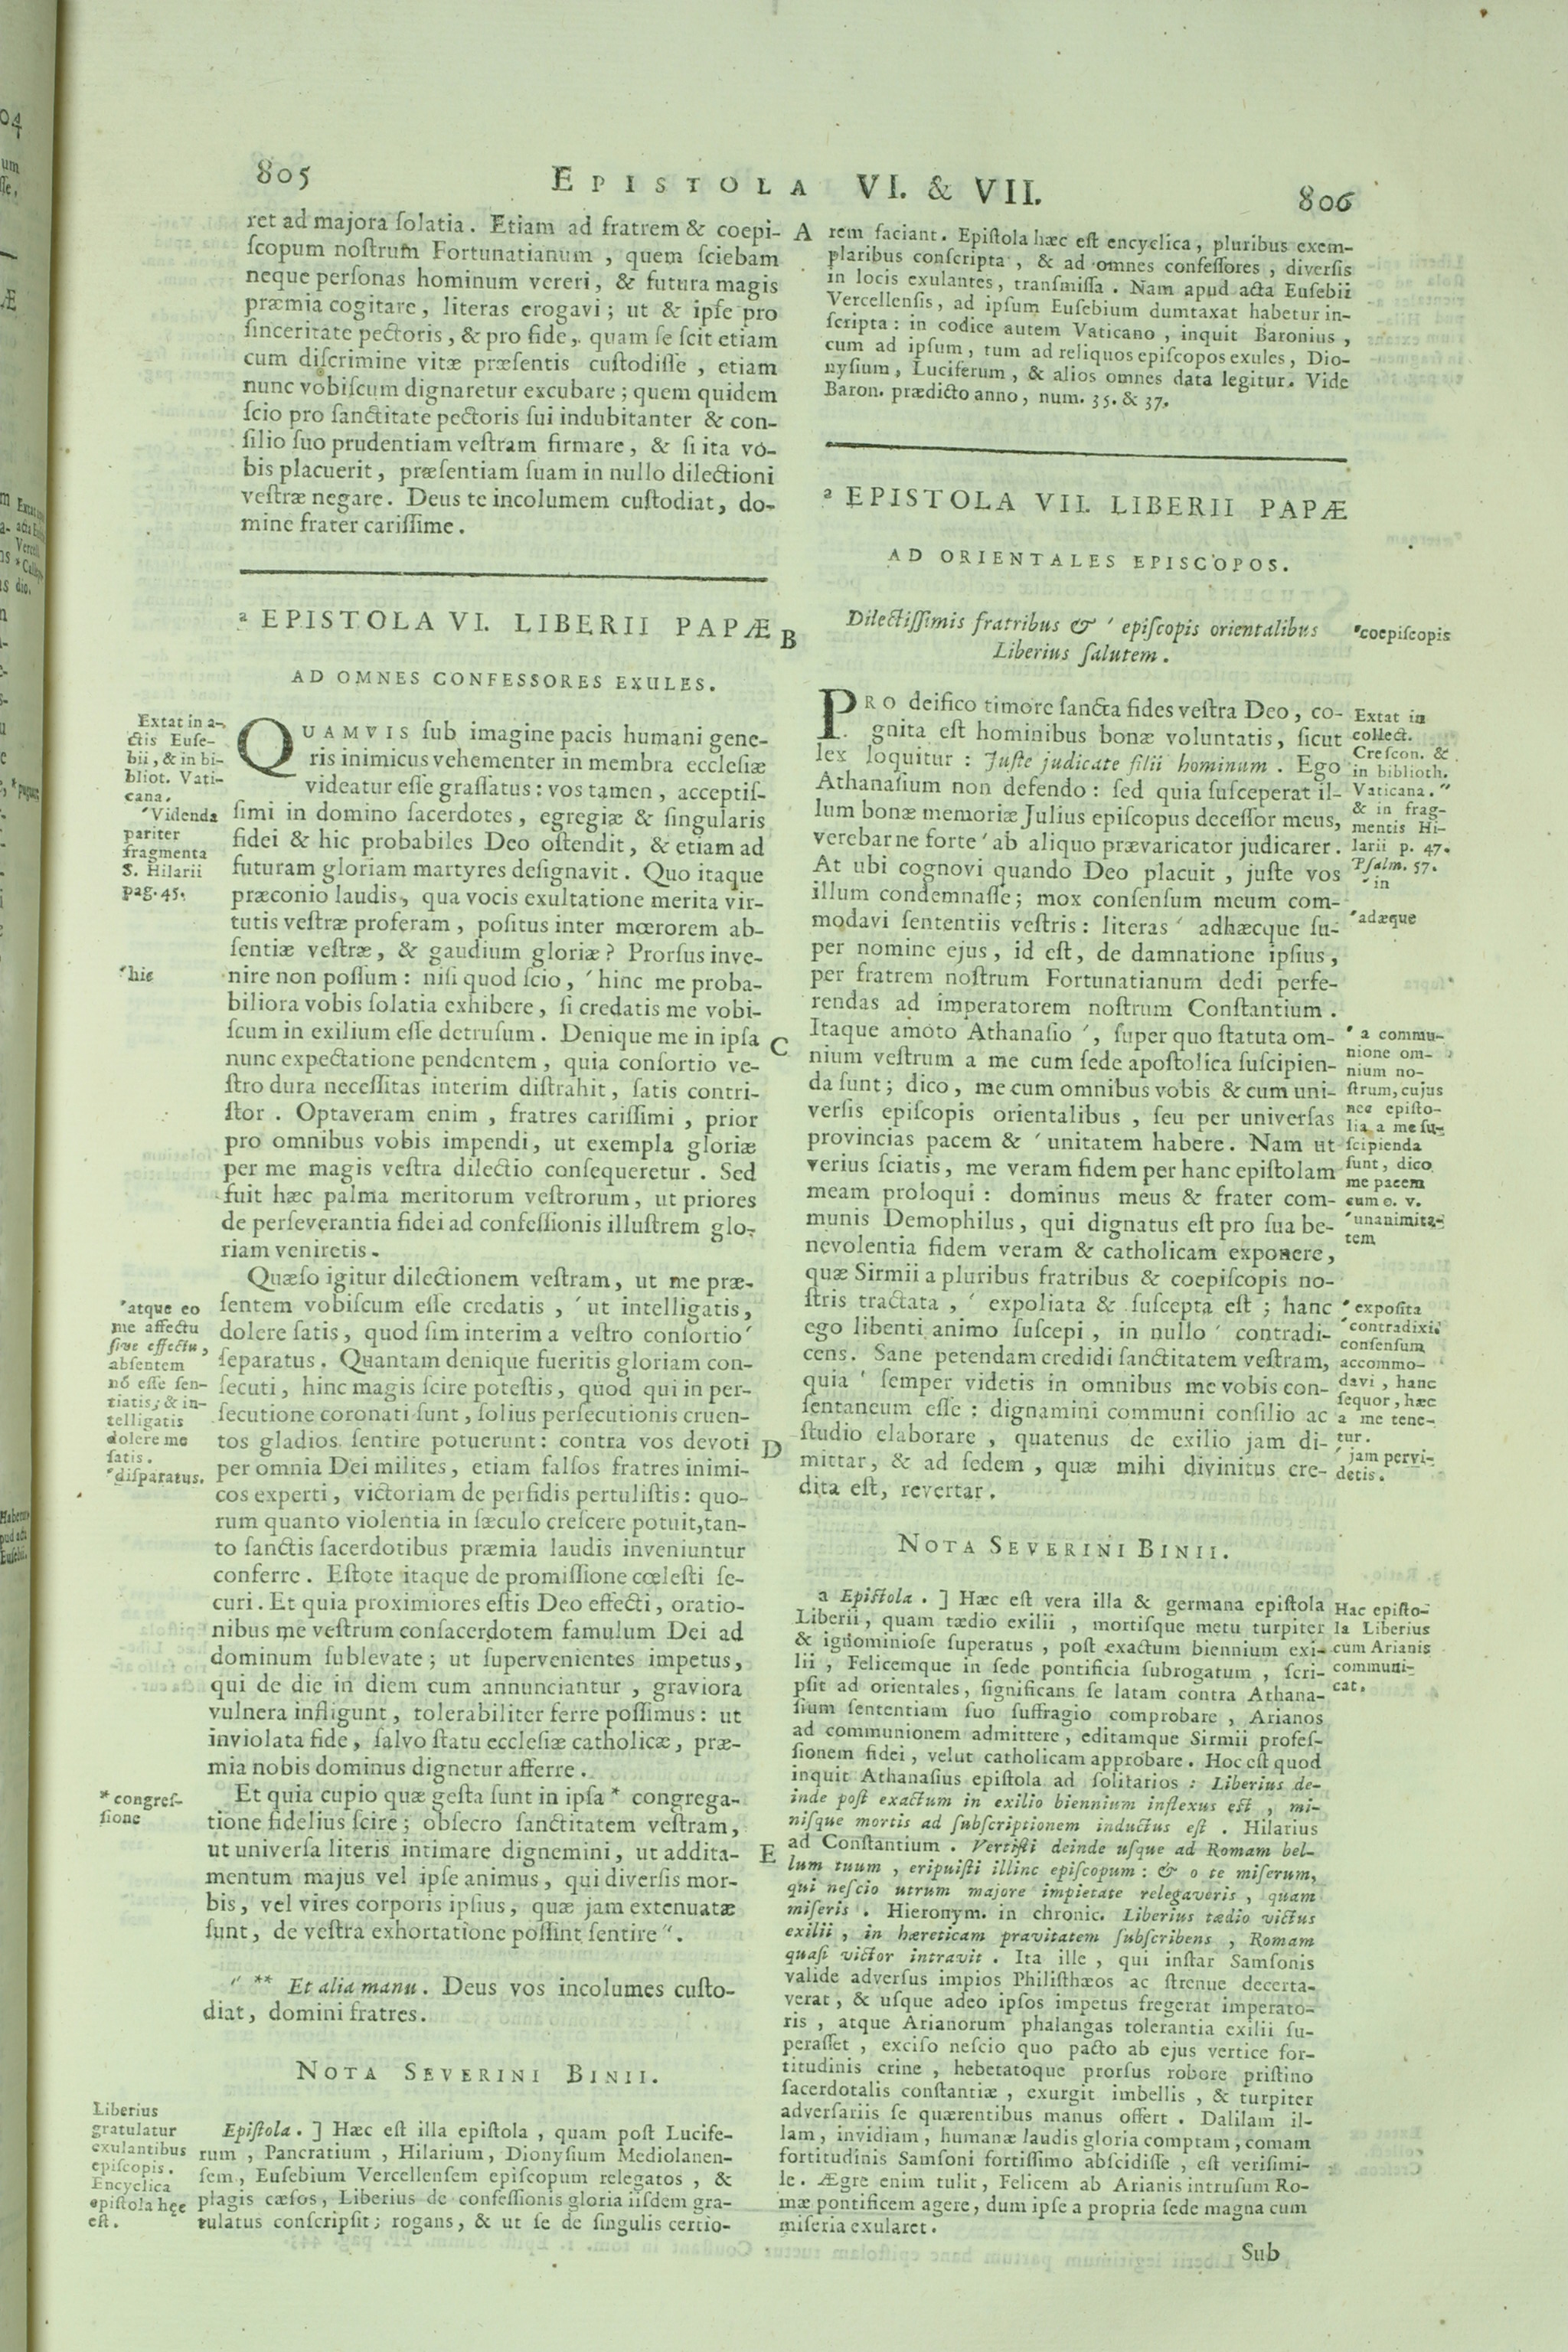 805
EPISTOLA VI. & VII.
806
ret ad majora ſolatia. Etiam ad fratrem & coepi-
ſcopum noſtrum Fortunatianum, quem ſciebam
neque perſonas hominum vereri, & futura magis
præmia cogitare, literas erogavi; ut & ipſe pro
ſinceritate pectoris, & pro fide, quam ſe ſcit etiam
cum diſcrimine vitæ præſentis cuſtodiſſe, etiam
nunc vobiſcum dignaretur excubare; quem quidem
ſcio pro ſanctitate pectoris ſui indubitanter & con-
ſilio ſuo prudentiam veſtram firmare, & ſi ita vo-
bis placuerit, præſentiam ſuam in nullo dilectioni
veſtræ negare. Deus te incolumem cuſtodiat, do-
mine frater cariſſime.
ª EPISTOLA VI. LIBERII PAPÆ
AD OMNES CONFESSORES EXULES.
Extat in a-
ctis Euſe-
bii, & in bi-
bliot. Vati-
cana.
ʹVidenda
pariter
fragmenta
S. Hilarii
pag. 45.
QUAMVIS ſub imagine pacis humani gene-
ris inimicus vehementer in membra eccleſiæ
videatur eſſe graſſatus: vos tamen, acceptiſ-
ſimi in domino ſacerdotes, egregiæ & ſingularis
fidei & hic probabiles Deo oſtendit, & etiam ad
futuram gloriam martyres deſignavit. Quo itaque
præconio laudis, qua vocis exultatione merita vir-
tutis veſtræ proferam, poſitus inter mœrorem ab-
ſentiæ veſtræ, & gaudium gloriæ? Prorſus inve-
nire non poſſum: niſi quod ſcio, ʹ hinc me proba-
biliora vobis ſolatia exhibere, ſi credatis me vobi-
ſcum in exilium eſſe detruſum. Denique me in ipſa
nunc expectatione pendentem, quia conſortio ve-
ſtro dura neceſſitas interim diſtrahit, ſatis contri-
ſtor. Optaveram enim, fratres cariſſimi, prior
pro omnibus vobis impendi, ut exempla gloriæ
per me magis veſtra dilectio conſequeretur. Sed
fuit hæc palma meritorum veſtrorum, ut priores
de perſeverantia fidei ad confeſſionis illuſtrem glo-
riam veniretis.
ʹhic
Quæſo igitur dilectionem veſtram, ut me præ-
ſentem vobiſcum eſſe credatis, ʹ ut intelligatis,
dolere ſatis, quod ſim interim a veſtro conſortioʹ
ſeparatus. Quantam denique fueritis gloriam con-
ſecuti, hinc magis ſcire poteſtis, quod qui in per-
ſecutione coronati ſunt, ſolius perſecutionis cruen-
tos gladios ſentire potuerunt: contra vos devoti
per omnia Dei milites, etiam falſos fratres inimi-
cos experti, victoriam de perfidis pertuliſtis: quo-
rum quanto violentia in ſæculo creſcere potuit, tan-
to ſanctis ſacerdotibus præmia laudis inveniuntur
conferre. Eſtote itaque de promiſſione cœleſti ſe-
curi. Et quia proximiores eſtis Deo effecti, oratio-
nibus me veſtrum conſacerdotem famulum Dei ad
dominum ſublevate; ut ſupervenientes impetus,
qui de die in diem cum annunciantur, graviora
vulnera infligunt, tolerabiliter ferre poſſimus: ut
inviolata fide, ſalvo ſtatu eccleſiæ catholicæ, præ-
mia nobis dominus dignetur afferre.
ʹatque eo
me affectu
ſive effectu,
abſentem
nō eſſe ſen-
tiatis; & in-
telligatis
dolere me
ſatis.
ʹdiſparatus.
Et quia cupio quæ geſta ſunt in ipſa * congrega-
tione fidelius ſcire; obſecro ſanctitatem veſtram,
ut univerſa literis intimare dignemini, ut addita-
mentum majus vel ipſe animus, qui diverſis mor-
bis, vel vires corporis ipſius, quæ jam extenuatæ
ſunt, de veſtra exhortatione poſſint ſentire ʺ.
* congreſ-
ſione
ʺ ** Et alia manu. Deus vos incolumes cuſto-
diat, domini fratres.
NOTA SEVERINI BINII.
Liberius
gratulatur
exulantibus
epiſcopis.
Encyclica
epiſtola hęc
eſt.
Epiſtola. ] Hæc eſt illa epiſtola, quam poſt Lucife-
rum, Pancratium, Hilarium, Dionyſium Mediolanen-
ſem, Euſebium Vercellenſem epiſcopum relegatos, &
plagis cæſos, Liberius de confeſſionis gloria iiſdem gra-
tulatus conſcripſit; rogans, & ut ſe de ſingulis certio-
A
B
C
D
E
rem faciant. Epiſtola hæc eſt encyclica, pluribus exem-
plaribus conſcripta, & ad omnes confeſſores, diverſis
in locis exulantes, tranſmiſſa. Nam apud acta Euſebii
Vercellenſis, ad ipſum Euſebium dumtaxat habetur in-
ſcripta: in codice autem Vaticano, inquit Baronius,
cum ad ipſum, tum ad reliquos epiſcopos exules, Dio-
nyſium, Luciferum, & alios omnes data legitur. Vide
Baron. prædicto anno, num. 35. & 37.
ª EPISTOLA VII. LIBERII PAPÆ
AD ORIENTALES EPISCOPOS.
Dilectiſſimis fratribus & ʹ epiſcopis orientalibus
Liberius ſalutem.
ʹcoepiſcopis
PRO deifico timore ſancta fides veſtra Deo, co-
gnita eſt hominibus bonæ voluntatis, ſicut
lex loquitur: Juſte judicate filii hominum. Ego
Athanaſium non defendo: ſed quia ſuſceperat il-
lum bonæ memoriæ Julius epiſcopus deceſſor meus,
verebar ne forte ʹ ab aliquo prævaricator judicarer.
At ubi cognovi quando Deo placuit, juſte vos
illum condemnaſſe; mox conſenſum meum com-
modavi ſententiis veſtris: literas ʹ adhæcque ſu-
per nomine ejus, id eſt, de damnatione ipſius,
per fratrem noſtrum Fortunatianum dedi perfe-
rendas ad imperatorem noſtrum Conſtantium.
Itaque amoto Athanaſio ʹ, ſuper quo ſtatuta om-
nium veſtrum a me cum ſede apoſtolica ſuſcipien-
da ſunt; dico, me cum omnibus vobis & cum uni-
verſis epiſcopis orientalibus, ſeu per univerſas
provincias pacem & ʹ unitatem habere. Nam ut
verius ſciatis, me veram fidem per hanc epiſtolam
meam proloqui: dominus meus & frater com-
munis Demophilus, qui dignatus eſt pro ſua be-
nevolentia fidem veram & catholicam exponere,
quæ Sirmii a pluribus fratribus & coepiſcopis no-
ſtris tractata, ʹ expoliata & ſuſcepta eſt; hanc
ego libenti animo ſuſcepi, in nullo ʹ contradi-
cens. Sane petendam credidi ſanctitatem veſtram,
quia ʹ ſemper videtis in omnibus me vobis con-
ſentaneum eſſe: dignamini communi conſilio ac
ſtudio elaborare, quatenus de exilio jam di-
mittar, & ad ſedem, quæ mihi divinitus cre-
dita eſt, revertar.
Extat in
collect.
Creſcon. &
in biblioth.
Vaticana.ʺ
& in frag-
mentis Hi-
larii p. 47.
Pſalm. 57.
ʹin
ʹadæque
ʹ a commu-
nione om-
nium no-
ſtrum, cujus
nec epiſto-
lia a me ſu-
ſcipienda
ſunt, dico
me pacem
cum o. v.
ʹunanimita-
tem
ʹ expoſita
ʹcontradixi,
conſenſum
accommo-
davi, hanc
ſequor, hæc
a me tene-
tur.
ʹjam pervi-
detis.
NOTA SEVERINI BINII.
a Epiſtola. ] Hæc eſt vera illa & germana epiſtola
Liberii, quam tædio exilii, mortiſque metu turpiter
& ignominioſe ſuperatus, poſt exactum biennium exi-
lii, Felicemque in ſede pontificia ſubrogatum, ſcri-
pſit ad orientales, ſignificans ſe latam contra Athana-
ſium ſententiam ſuo ſuffragio comprobare, Arianos
ad communionem admittere, editamque Sirmii profeſ-
ſionem fidei, velut catholicam approbare. Hoc eſt quod
inquit Athanaſius epiſtola ad ſolitarios: Liberius de-
inde poſt exactum in exilio biennium inflexus eſt, mi-
niſque mortis ad ſubſcriptionem inductus eſt. Hilarius
ad Conſtantium. Vertiſti deinde uſque ad Romam bel-
lum tuum, eripuiſti illinc epiſcopum: & o te miſerum,
qui neſcio utrum majore impietate relegaveris, quam
miſeris. Hieronym. in chronic. Liberius tædio victus
exilii, in hæreticam pravitatem ſubſcribens, Romam
quaſi victor intravit. Ita ille, qui inſtar Samſonis
valide adverſus impios Philiſthæos ac ſtrenue decerta-
verat, & uſque adeo ipſos impetus fregerat imperato-
ris, atque Arianorum phalangas tolerantia exilii ſu-
peraſſet, exciſo neſcio quo pacto ab ejus vertice for-
titudinis crine, hebetatoque prorſus robore priſtino
ſacerdotalis conſtantiæ, exurgit imbellis, & turpiter
adverſariis ſe quærentibus manus offert. Dalilam il-
lam, invidiam, humanæ laudis gloria comptam, comam
fortitudinis Samſoni fortiſſimo abſcidiſſe, eſt veriſimi-
le. Ægre enim tulit, Felicem ab Arianis intruſum Ro-
mæ pontificem agere, dum ipſe a propria ſede magna cum
miſeria exularet.
Hac epiſto-
la Liberius
cum Arianis
communi-
cat.
Sub